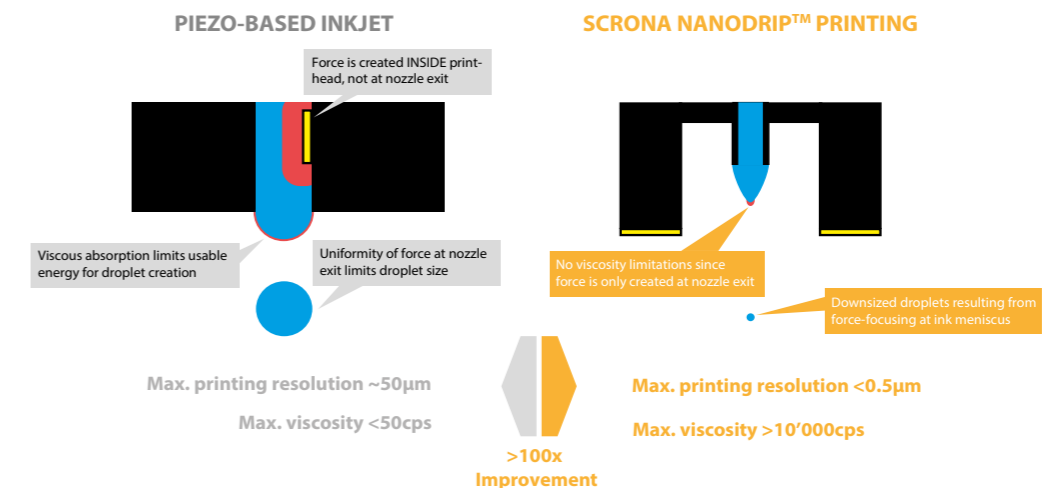 PIEZO-BASED INKJET
SCRONA NANODRIP™ PRINTING
Force is created INSIDE print-
head, not at nozzle exit
Viscous absorption limits usable
energy for droplet creation
Uniformity of force at nozzle
exit limits droplet size
No viscosity limitations since
force is only created at nozzle exit
Downsized droplets resulting from
force-focusing at ink meniscus
Max. printing resolution ~50µm
Max. viscosity <50cps
Max. printing resolution <0.5µm
Max. viscosity >10’000cps
>100x
Improvement